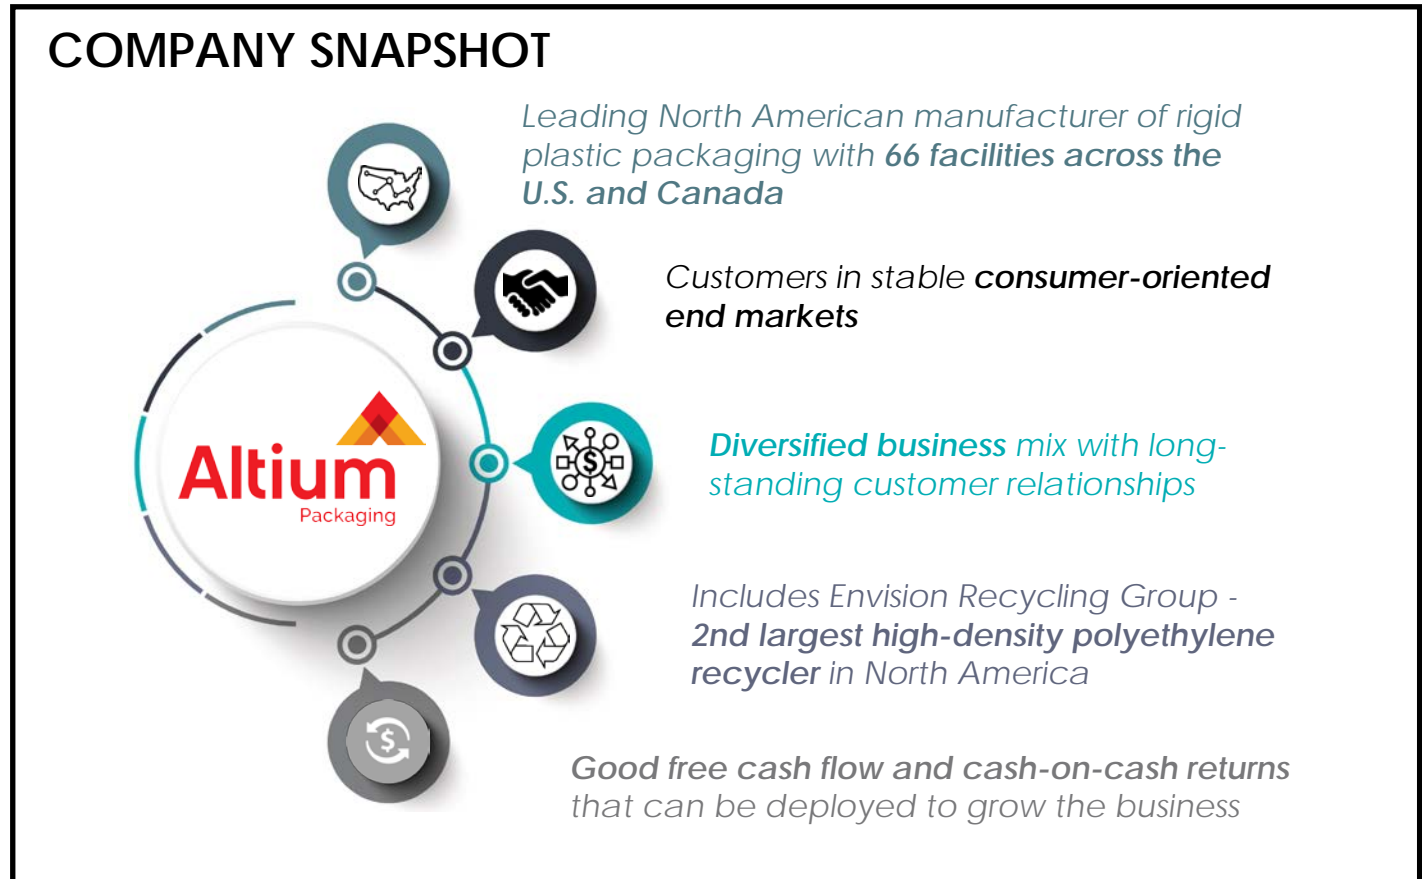 COMPANY SNAPSHOT
Leading North American manufacturer of rigid
plastic packaging with 66 facilities across the
U.S. and Canada
Customers in stable consumer-oriented
end markets
Altium
Packaging
$
Diversified business mix with long-
standing customer relationships
Includes Envision Recycling Group -
2nd largest high-density polyethylene
recycler in North America
$
Good free cash flow and cash-on-cash returns
that can be deployed to grow the business